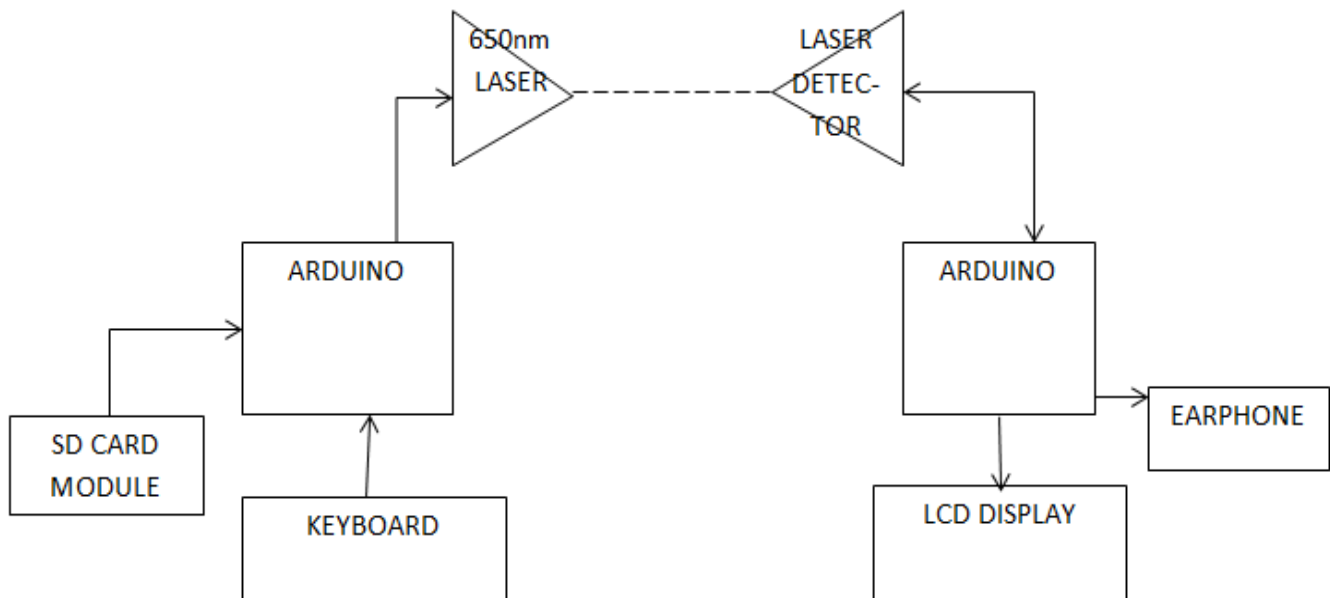 650nm
LASER
LASER
DETEC-
TOR
ARDUINO
ARDUINO
SD CARD
MODULE
KEYBOARD
EARPHONE
LCD DISPLAY